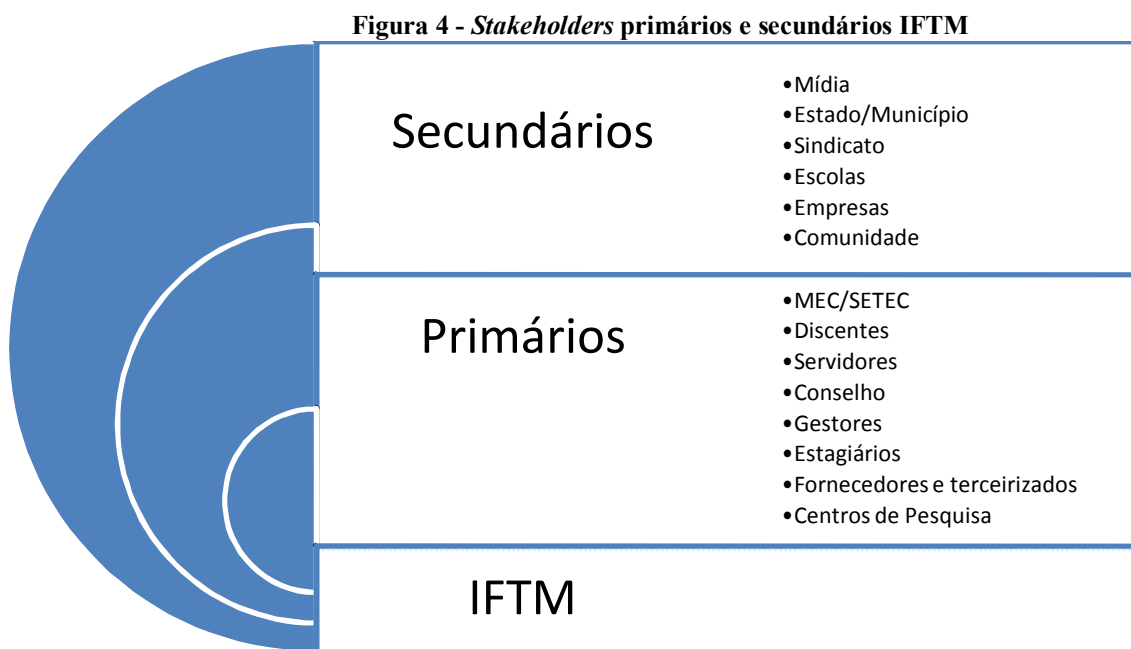 Figura 4 - Stakeholders primários e secundários IFTM
Secundários
•Mídia
•Estado/Município
•Sindicato
•Escolas
•Empresas
•Comunidade
Primários
•MEC/SETEC
•Discentes
•Servidores
•Conselho
•Gestores
•Estagiários
•Fornecedores e terceirizados
•Centros de Pesquisa
IFTM